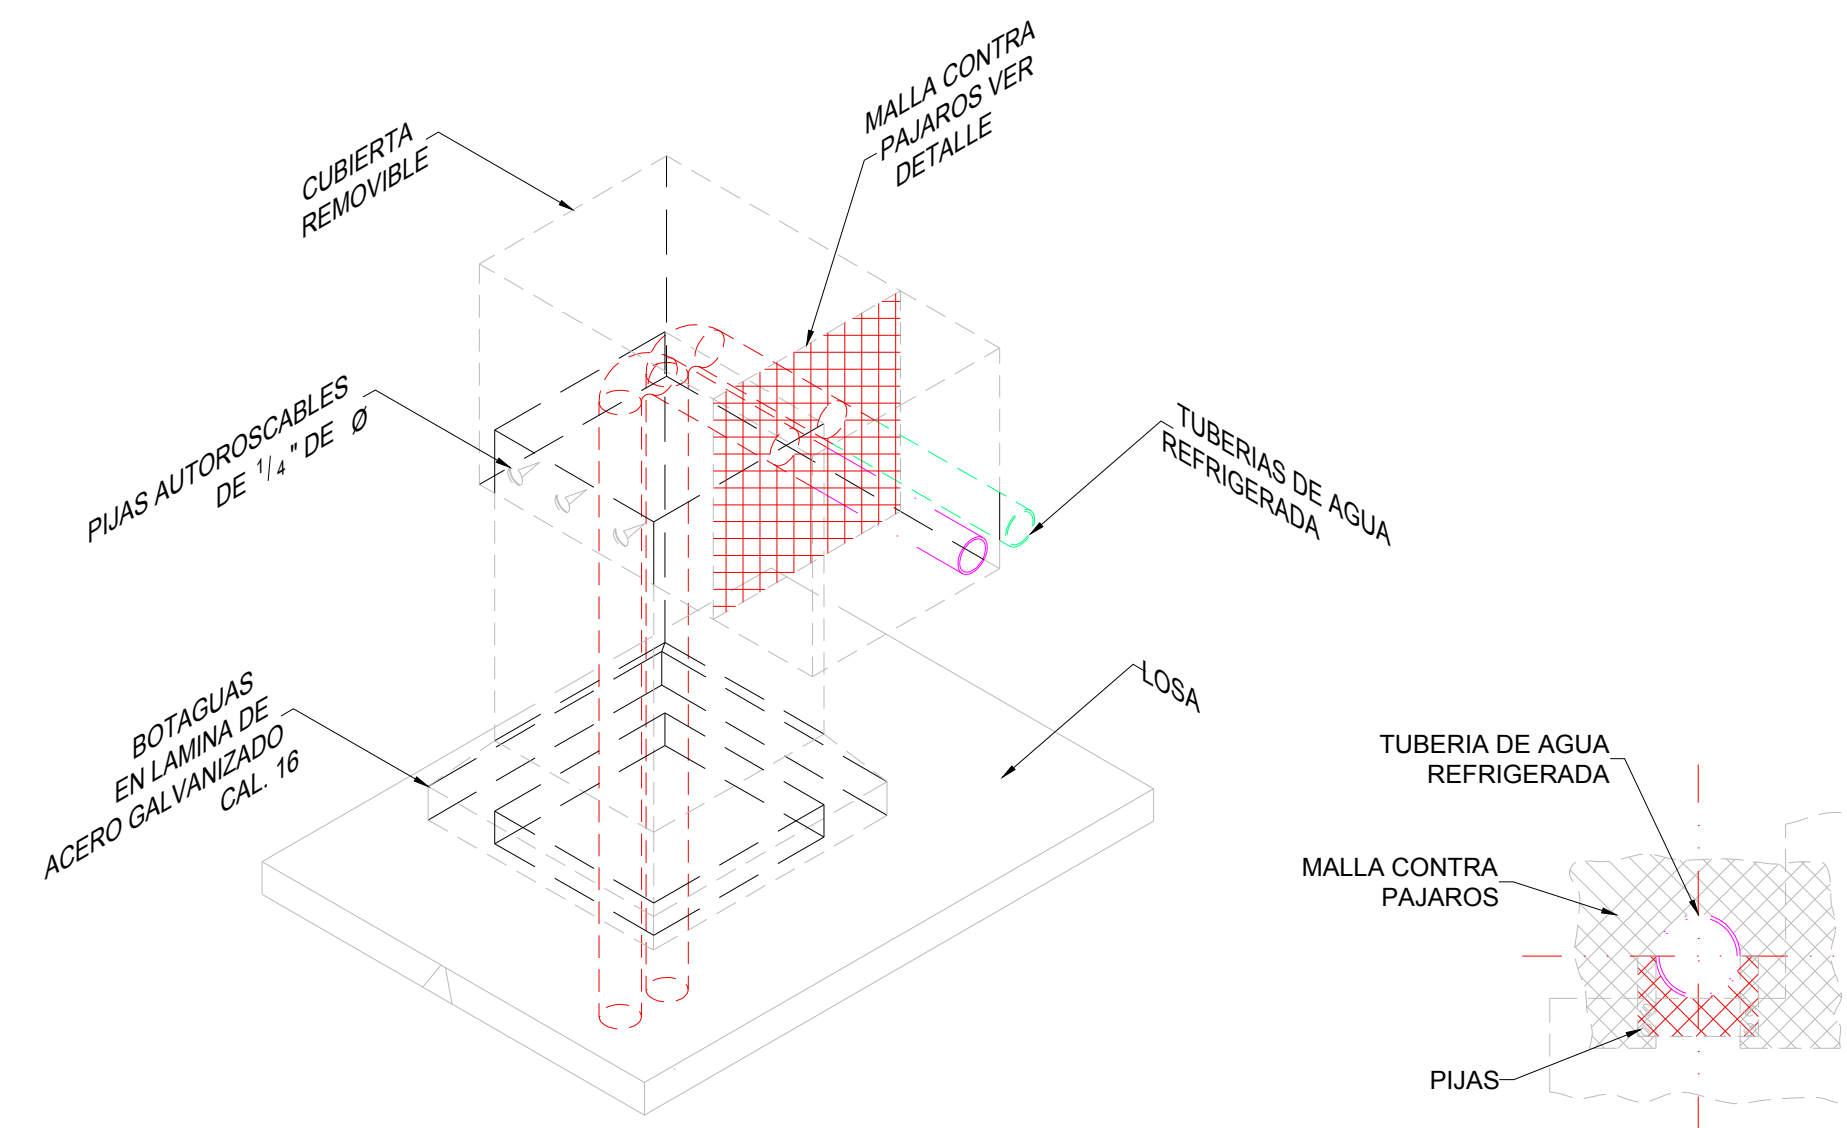 MALLA CONTRA
PAJAROS VER
DETALLE
CUBIERTA
REMOVIBLE
PIJAS AUTOROSCABLES
DE 1/4" DE Ø
TUBERIAS DE AGUA
REFRIGERADA
BOTAGUAS
EN LAMINA DE
ACERO GALVANIZADO
CAL. 16
LOSA
TUBERIA DE AGUA
REFRIGERADA
MALLA CONTRA
PAJAROS
PIJAS